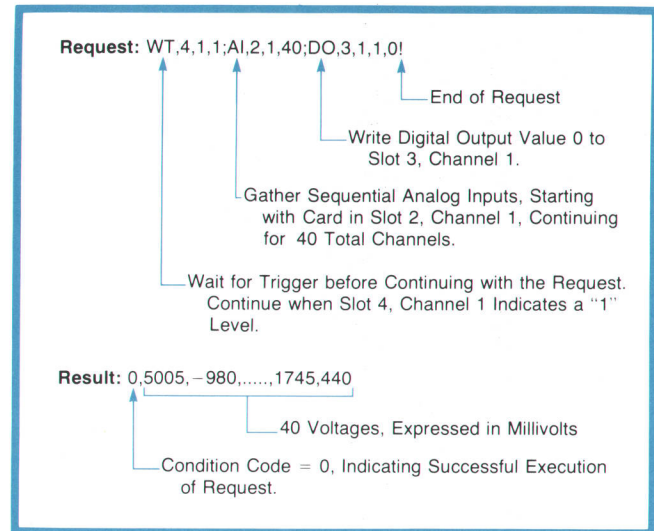 Request: WT,4,1,1;AI,2,1,40;DO,3,1,1,0!
End of Request
Write Digital Output Value 0 to
Slot 3, Channel 1.
Gather Sequential Analog Inputs, Starting
with Card in Slot 2, Channel 1, Continuing
for 40 Total Channels.
Wait for Trigger before Continuing with the Request.
Continue when Slot 4, Channel 1 Indicates a “1”
Level.
Result: 0,5005,−980,.....,1745,440
40 Voltages, Expressed in Millivolts
Condition Code = 0, Indicating Successful Execution
of Request.